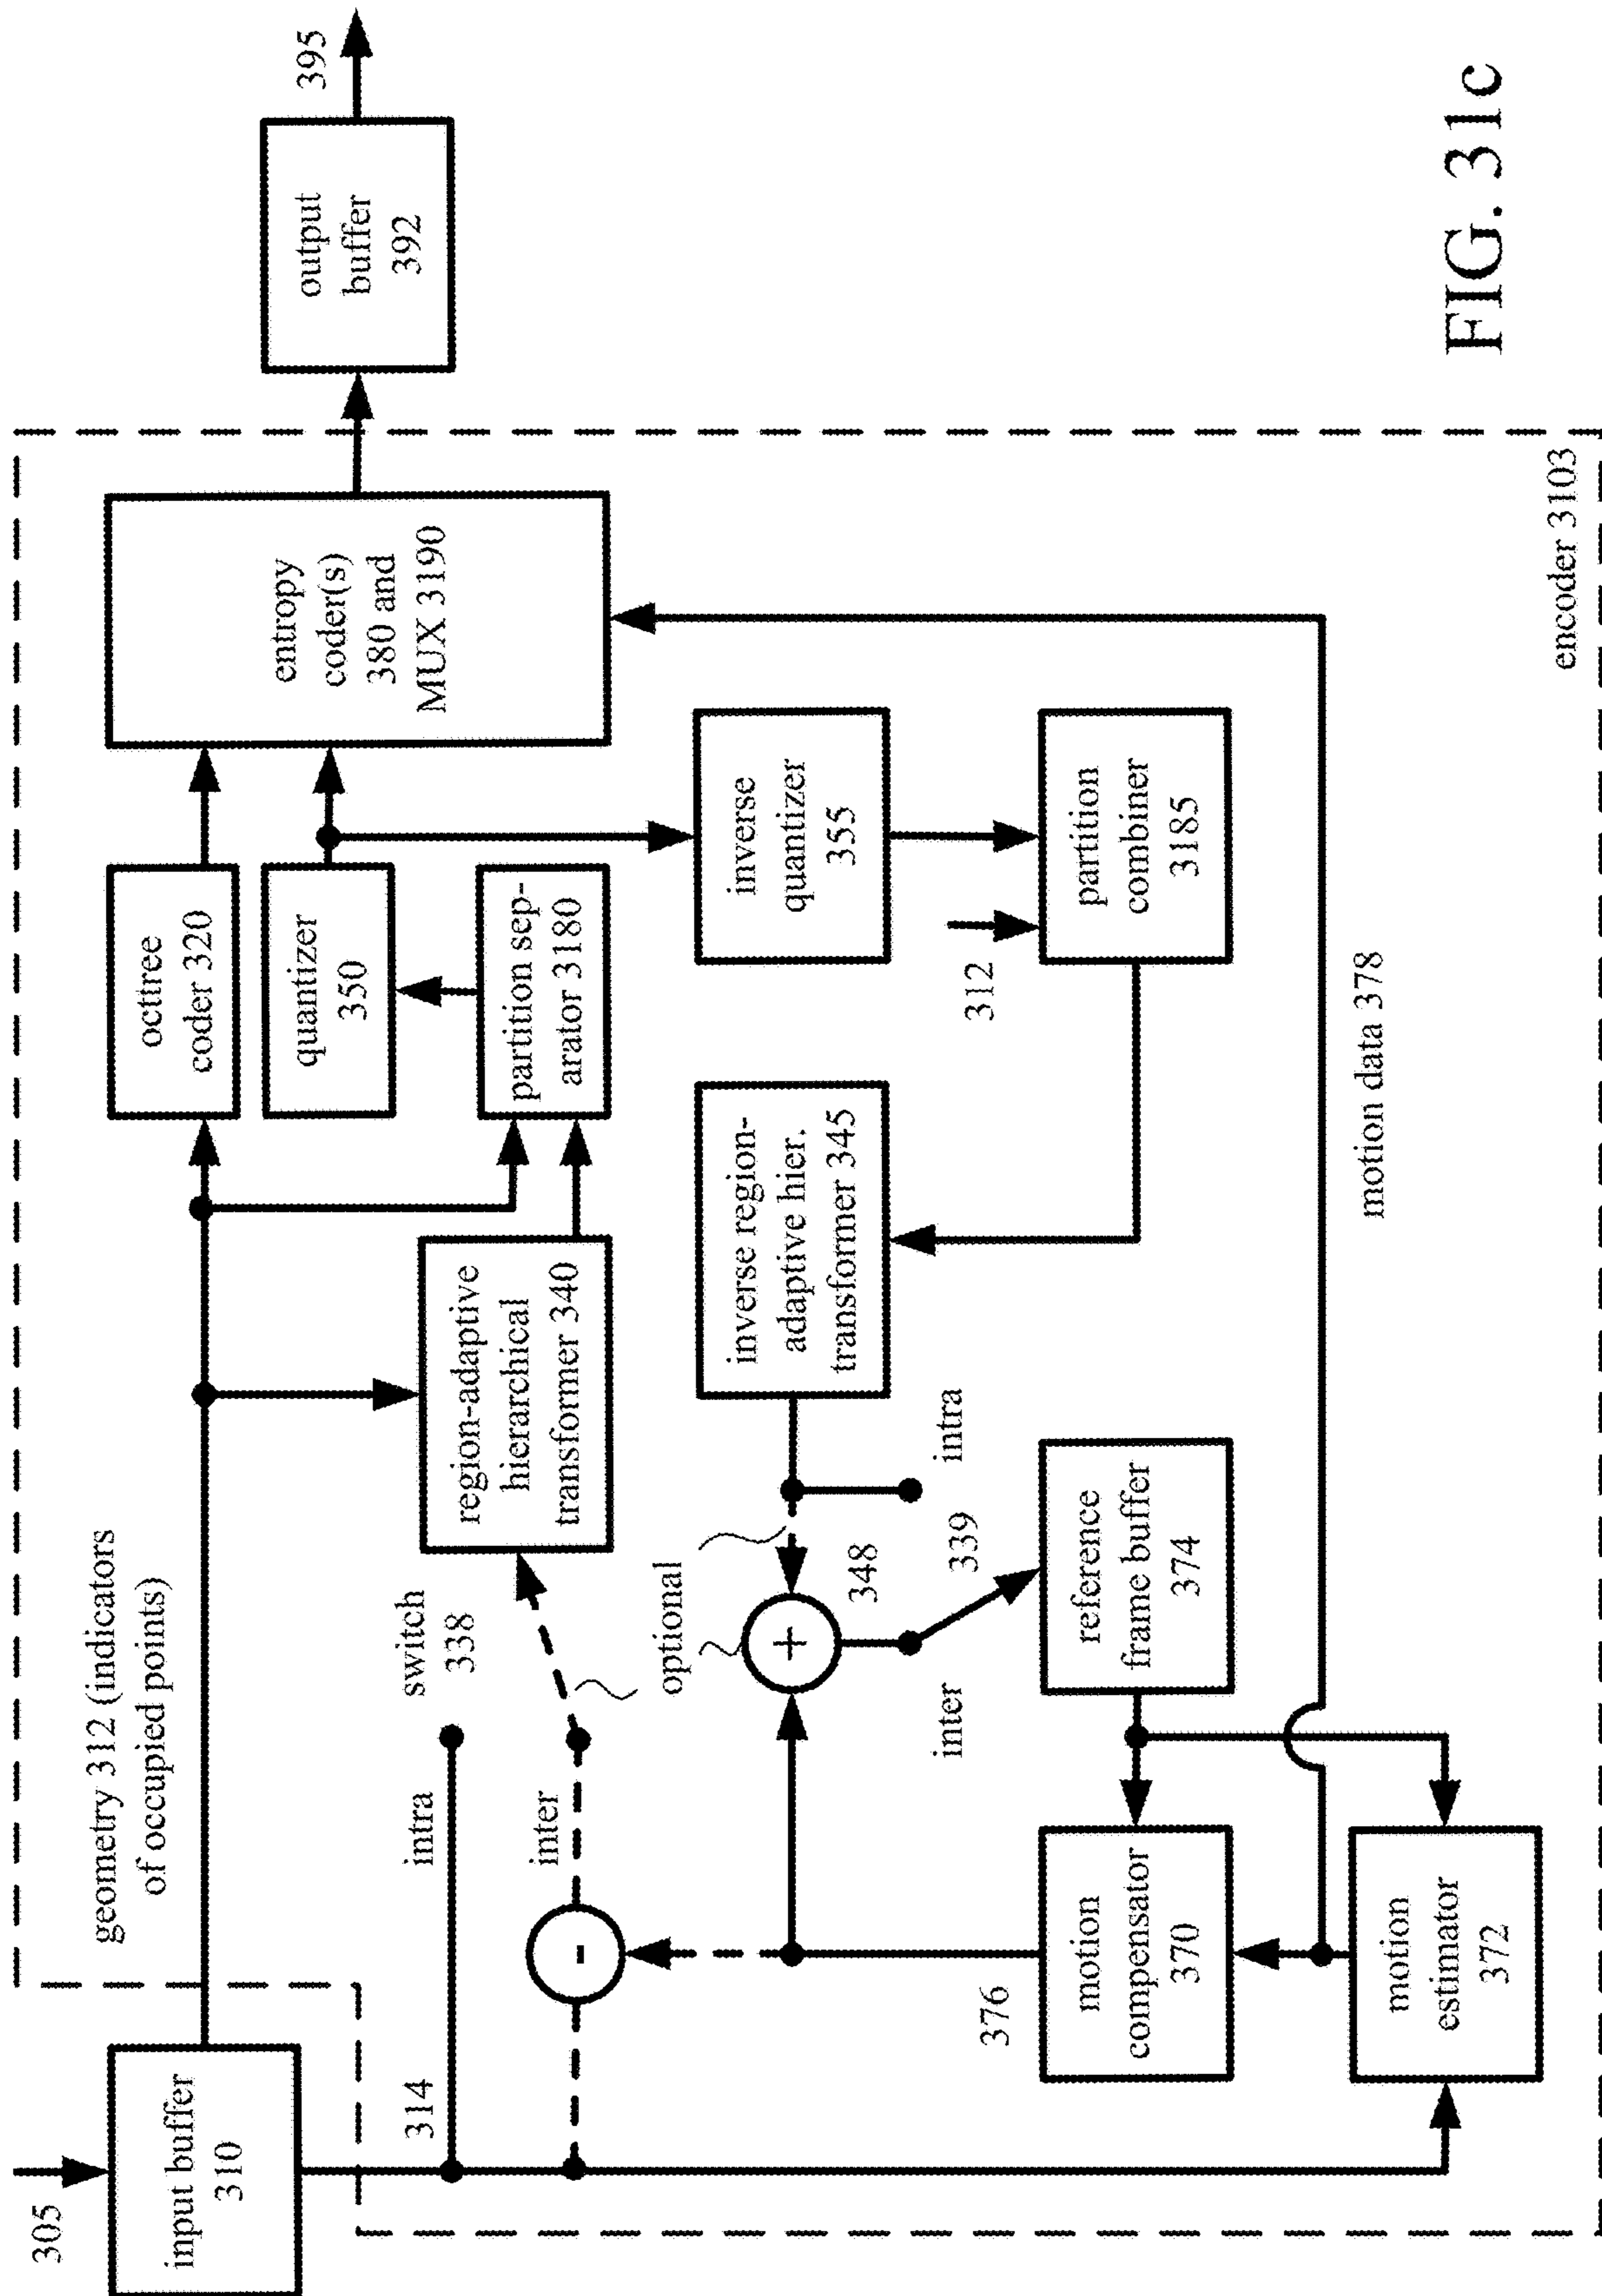 305
input buffer
310
geometry 312 (indicators
of occupied points)
octtree
coder 320
quantizer
350
partition sep-
arator 3180
entropy
coder(s)
380 and
MUX 3190
output
buffer
392
395
314
intra
switch
338
inter
region-adaptive
hierarchical
transformer 340
-
optional
+
348
inter
339
intra
inverse region-
adaptive hier.
transformer 345
312
inverse
quantizer
355
partition
combiner
3185
376
motion
compensator
370
reference
frame buffer
374
motion
estimator
372
motion data 378
encoder 3103
FIG. 31c